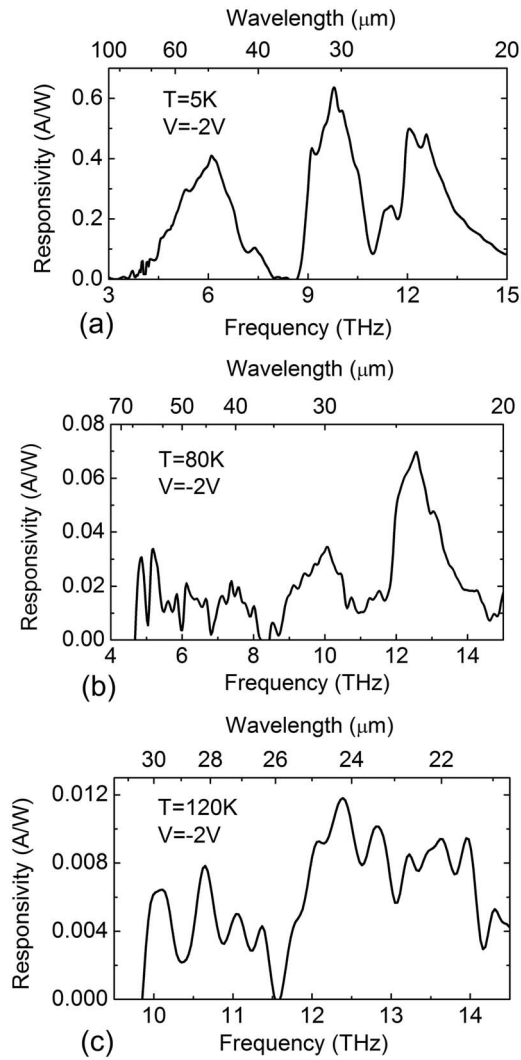 Wavelength (μm)
100 80 60 40 30 20
T=5K
V=-2V
Responsivity (A/W)
0.6
0.4
0.2
0.0
3 6 9 12 15
(a)
Frequency (THz)
Wavelength (μm)
70 60 50 40 30 20
T=80K
V=-2V
Responsivity (A/W)
0.08
0.06
0.04
0.02
0.00
4 6 8 10 12 14
(b)
Frequency (THz)
Wavelength (μm)
30 28 26 24 22
T=120K
V=-2V
Responsivity (A/W)
0.012
0.008
0.004
0.000
10 11 12 13 14
(c)
Frequency (THz)